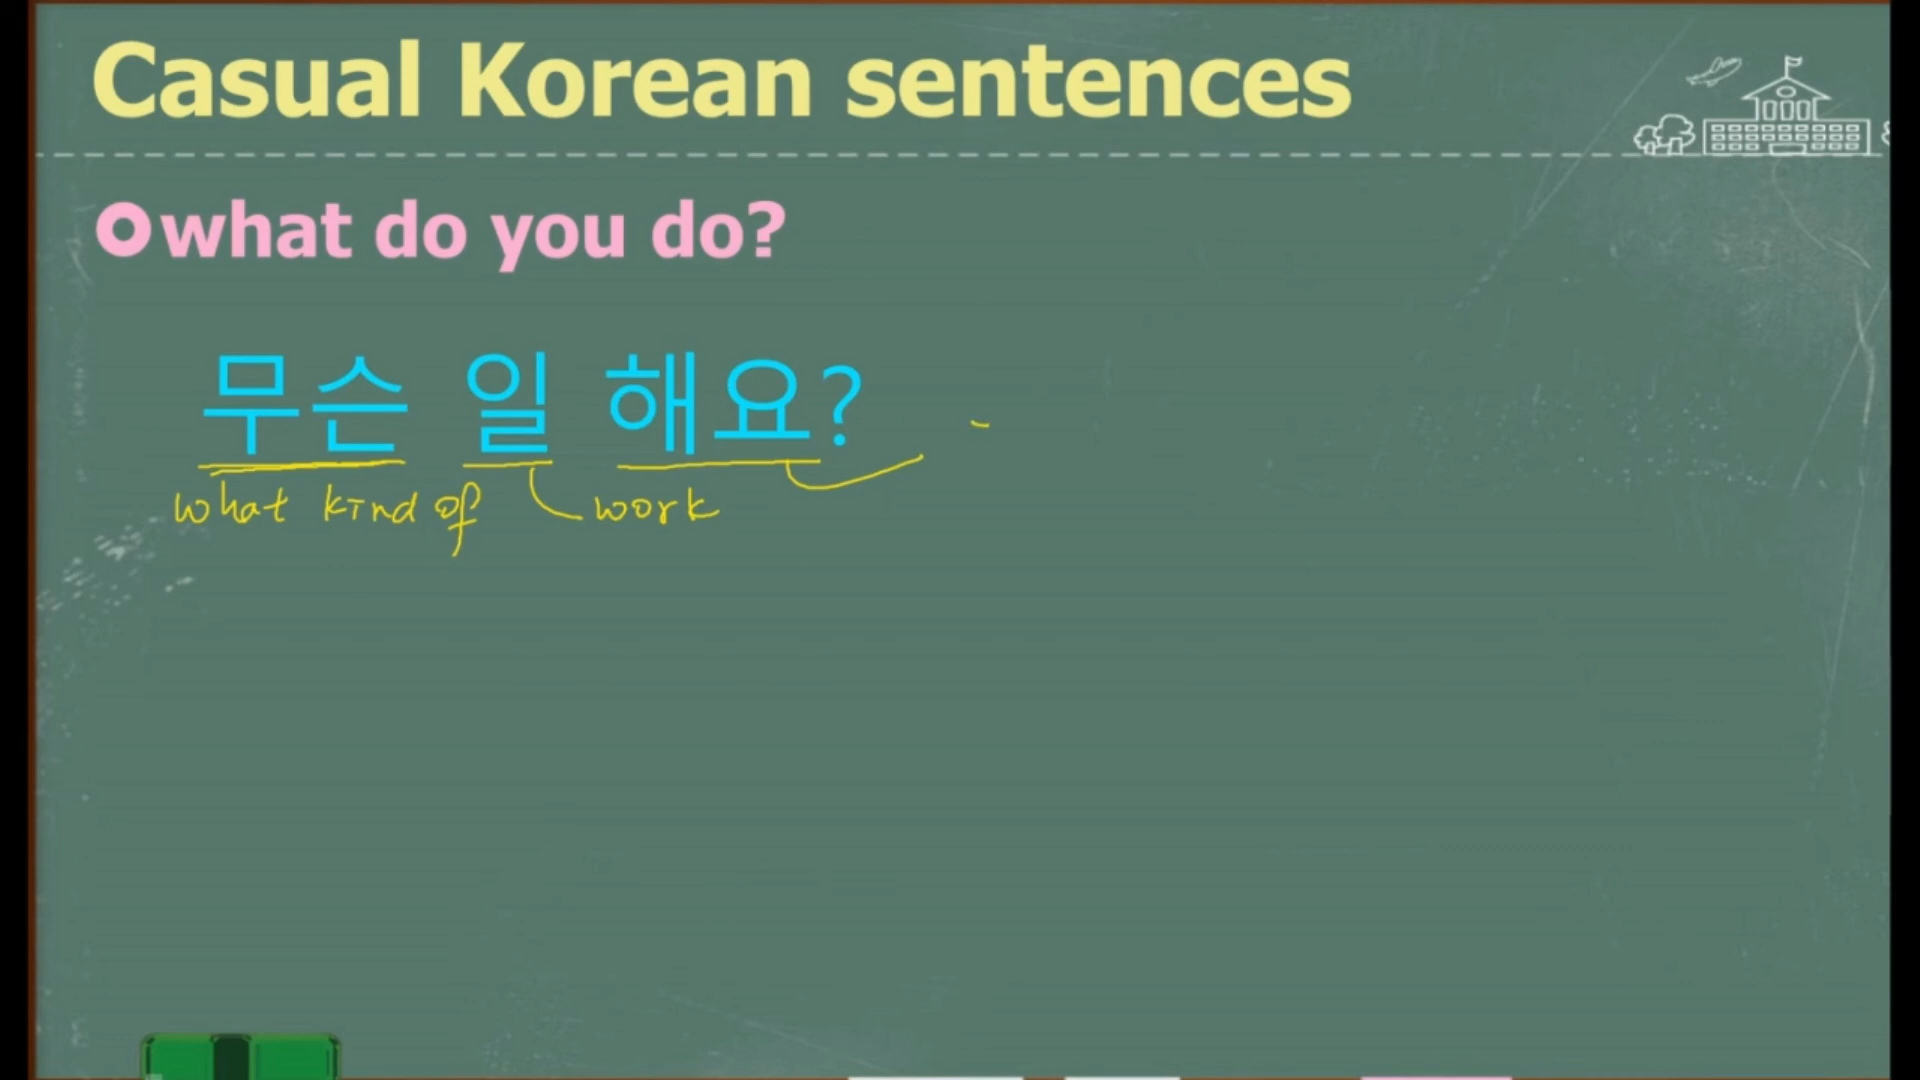 Casual Korean sentences
what do you do?
무슨 일 해요?
what kind of work